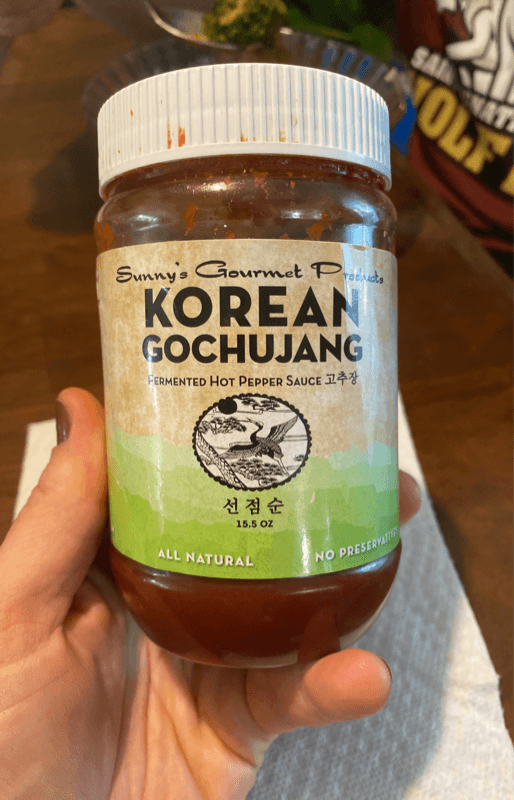 Sunny's Gourmet Products
KOREAN
GOCHUJANG
FERMENTED HOT PEPPER SAUCE 고추장
선점순
15.5 OZ
ALL NATURAL NO PRESERVATIVES